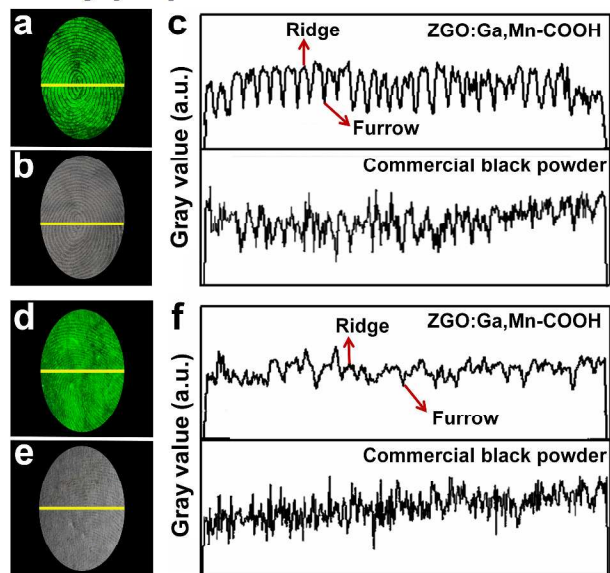 a
c
Ridge
ZGO:Ga,Mn-COOH
Furrow
Gray value (a.u.)
b
Commercial black powder
d
f
Ridge
ZGO:Ga,Mn-COOH
Furrow
Gray value (a.u.)
e
Commercial black powder